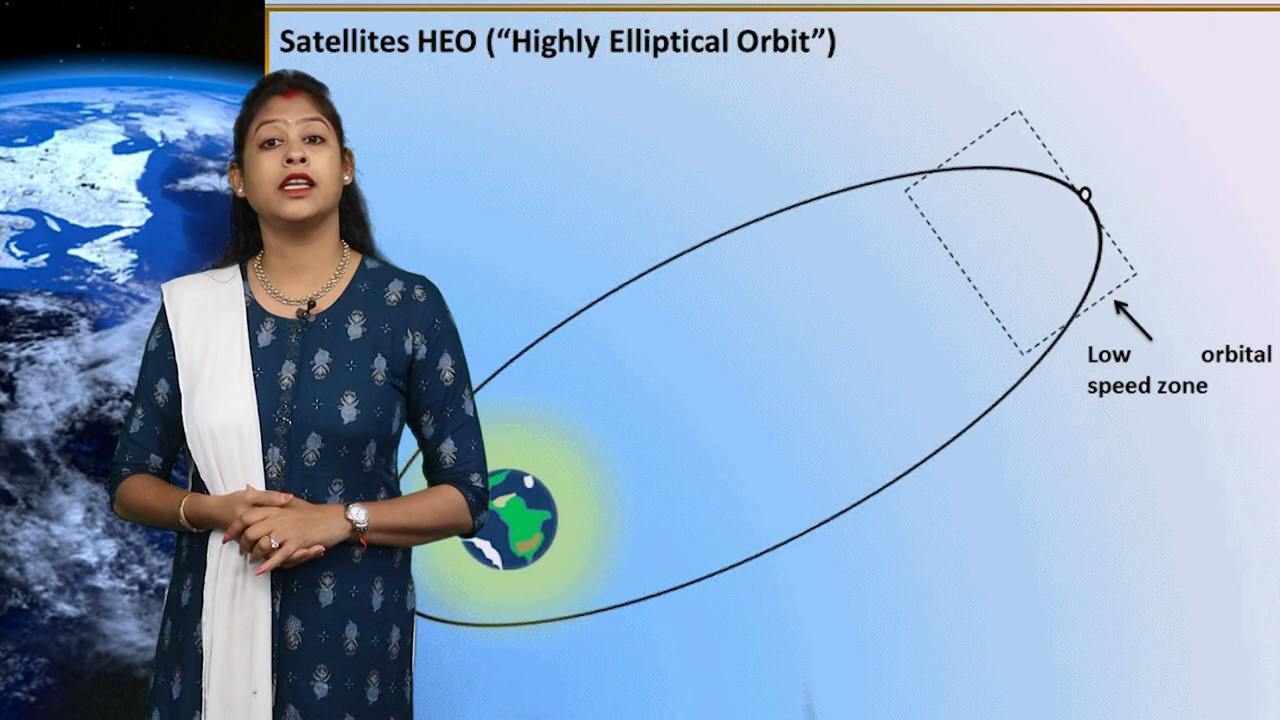 Satellites HEO (“Highly Elliptical Orbit”)
Low orbital
speed zone